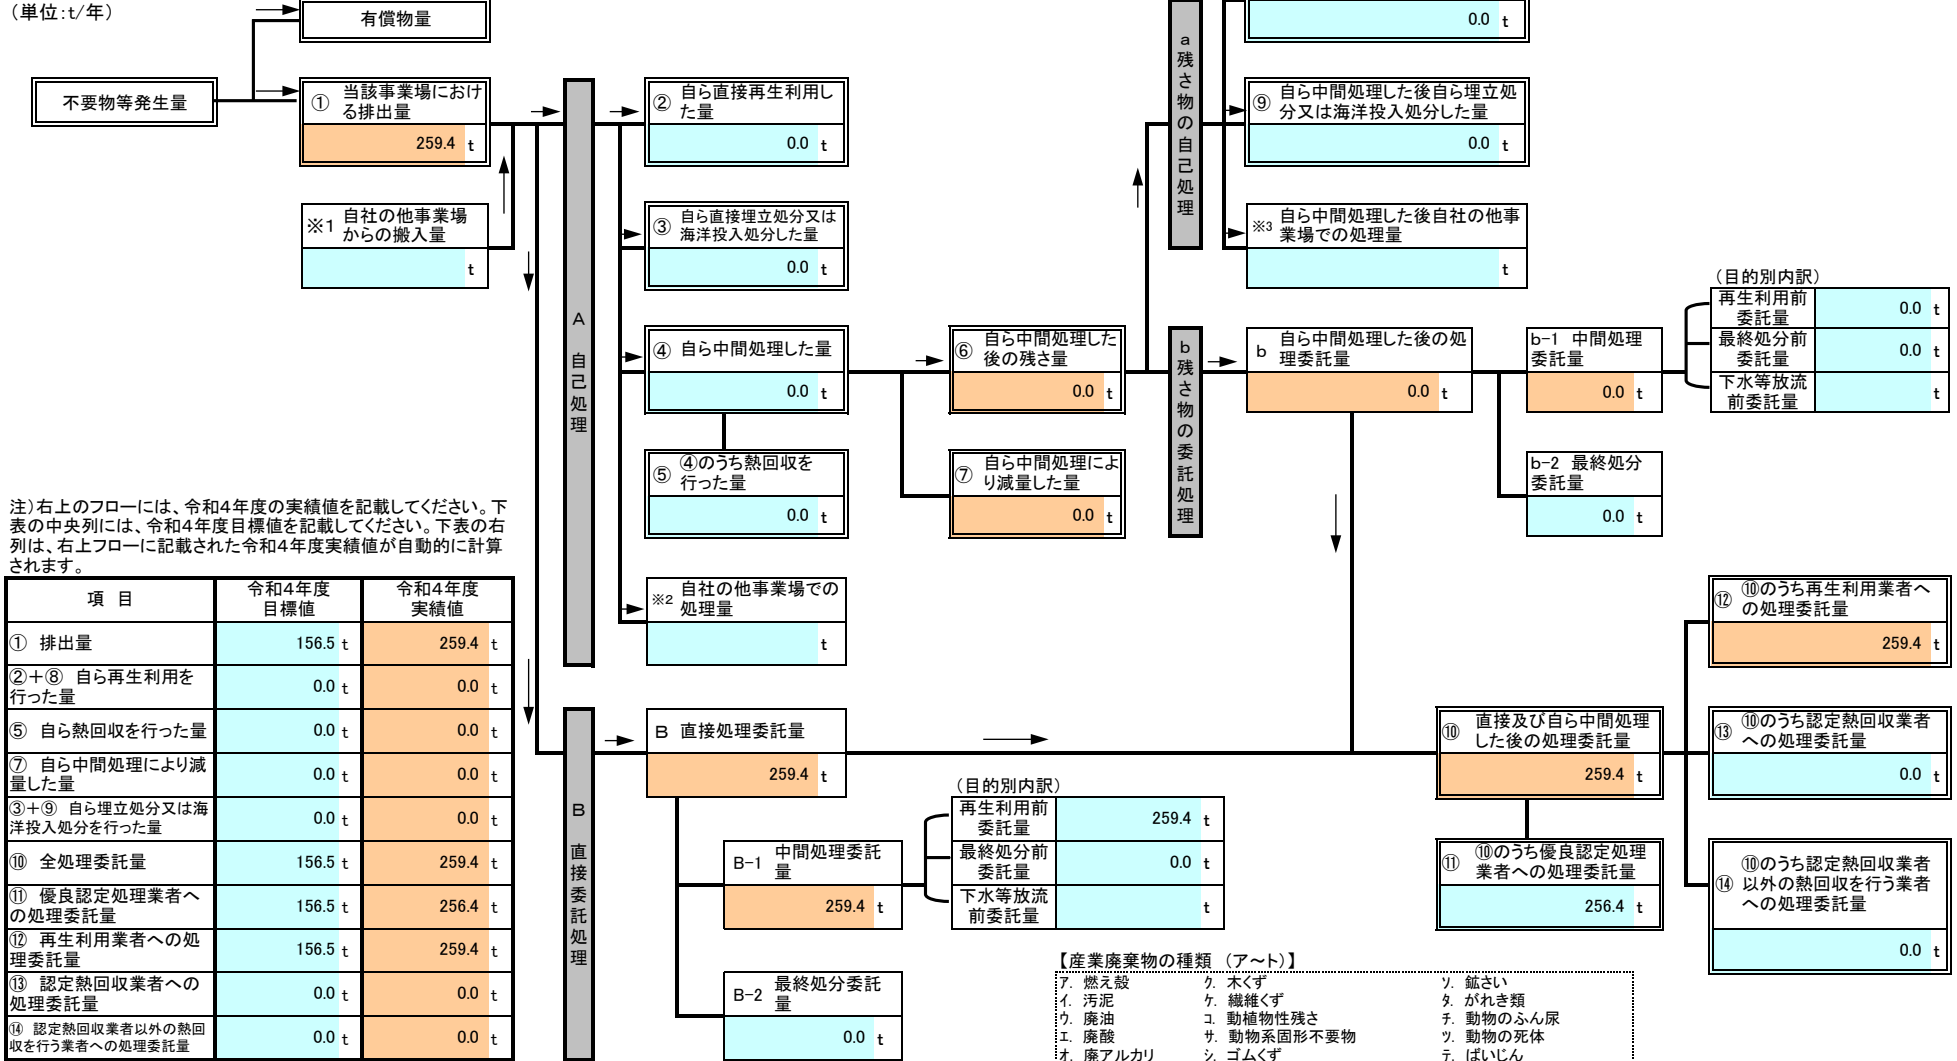 （単位：t/年）
有償物量
0.0 t
不要物等発生量
① 当該事業場におけ
る排出量
259.4 t
※1 自社の他事業場
からの搬入量
t
A 自己処理
② 自ら直接再生利用し
た量
0.0 t
③ 自ら直接埋立処分又は
海洋投入処分した量
0.0 t
④ 自ら中間処理した量
0.0 t
⑤ ④のうち熱回収を
行った量
0.0 t
※2 自社の他事業場での
処理量
t
⑥ 自ら中間処理した
後の残さ量
0.0 t
⑦ 自ら中間処理によ
り減量した量
0.0 t
a 残さ物の自己処理
⑨ 自ら中間処理した後自ら埋立処
分又は海洋投入処分した量
0.0 t
※3 自ら中間処理した後自社の他事
業場での処理量
t
b 残さ物の委託処理
b 自ら中間処理した後の処
理委託量
0.0 t
b-1 中間処理
委託量
0.0 t
b-2 最終処分
委託量
0.0 t
（目的別内訳）
再生利用前
委託量
0.0 t
最終処分前
委託量
0.0 t
下水等放流
前委託量
t
注）右上のフローには、令和４年度の実績値を記載してください。下
表の中央列には、令和４年度目標値を記載してください。下表の右
列は、右上フローに記載された令和４年度実績値が自動的に計算
されます。
項 目 令和４年度 令和４年度
目標値 実績値
① 排出量 156.5 t 259.4 t
②＋⑧ 自ら再生利用を
行った量 0.0 t 0.0 t
⑤ 自ら熱回収を行った量 0.0 t 0.0 t
⑦ 自ら中間処理により減
量した量 0.0 t 0.0 t
③＋⑨ 自ら埋立処分又は海
洋投入処分を行った量 0.0 t 0.0 t
⑩ 全処理委託量 156.5 t 259.4 t
⑪ 優良認定処理業者へ
の処理委託量 156.5 t 256.4 t
⑫ 再生利用業者への処
理委託量 156.5 t 259.4 t
⑬ 認定熱回収業者への
処理委託量 0.0 t 0.0 t
⑭ 認定熱回収業者以外の熱回
収を行う業者への処理委託量 0.0 t 0.0 t
B 直接委託処理
B 直接処理委託量
259.4 t
B-1 中間処理委託
量
259.4 t
B-2 最終処分委託
量
0.0 t
（目的別内訳）
再生利用前
委託量
259.4 t
最終処分前
委託量
0.0 t
下水等放流
前委託量
t
⑩ 直接及び自ら中間処理
した後の処理委託量
259.4 t
⑪ ⑩のうち優良認定処理
業者への処理委託量
256.4 t
⑫ ⑩のうち再生利用業者へ
の処理委託量
259.4 t
⑬ ⑩のうち認定熱回収業者
への処理委託量
0.0 t
⑭ ⑩のうち認定熱回収業者
以外の熱回収を行う業者
への処理委託量
0.0 t
【産業廃棄物の種類 （ア～ト）】
ア. 燃え殻 ク. 木くず ソ. 鉱さい
イ. 汚泥 ケ. 繊維くず タ. がれき類
ウ. 廃油 コ. 動植物性残さ チ. 動物のふん尿
エ. 廃酸 サ. 動物系固形不要物 ツ. 動物の死体
オ. 廃アルカリ シ. ゴムくず テ. ばいじん